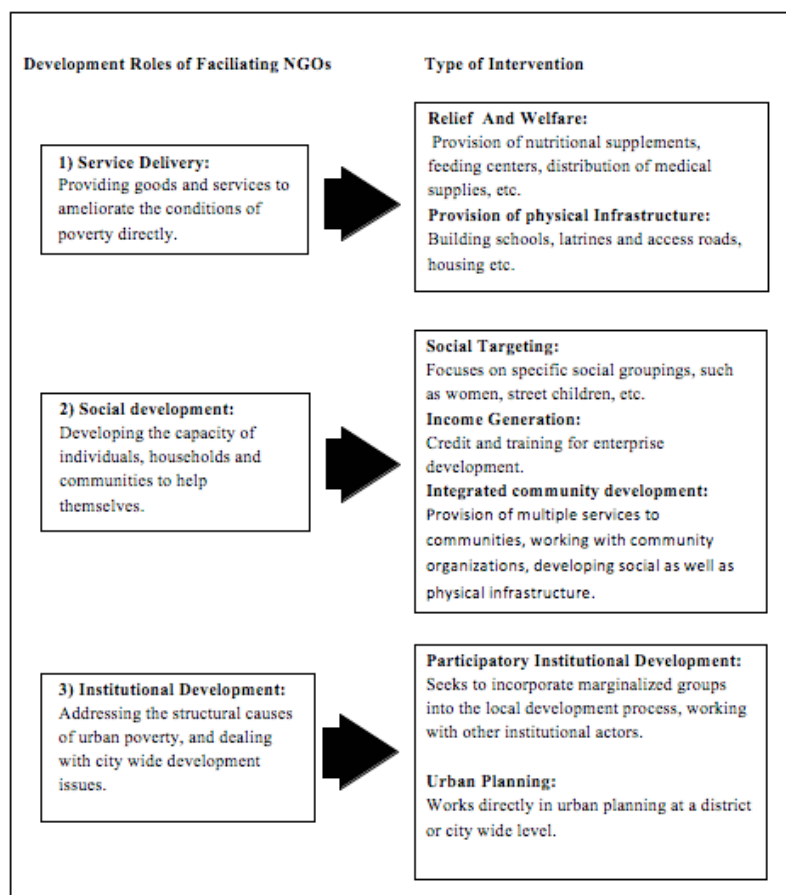 Development Roles of Faciliating NGOs
Type of Intervention
1) Service Delivery:
Providing goods and services to
ameliorate the conditions of
poverty directly.
Relief And Welfare:
Provision of nutritional supplements,
feeding centers, distribution of medical
supplies, etc.
Provision of physical Infrastructure:
Building schools, latrines and access roads,
housing etc.
2) Social development:
Developing the capacity of
individuals, households and
communities to help
themselves.
Social Targeting:
Focuses on specific social groupings, such
as women, street children, etc.
Income Generation:
Credit and training for enterprise
development.
Integrated community development:
Provision of multiple services to
communities, working with community
organizations, developing social as well as
physical infrastructure.
3) Institutional Development:
Addressing the structural causes
of urban poverty, and dealing
with city wide development
issues.
Participatory Institutional Development:
Seeks to incorporate marginalized groups
into the local development process, working
with other institutional actors.
Urban Planning:
Works directly in urban planning at a district
or city wide level.